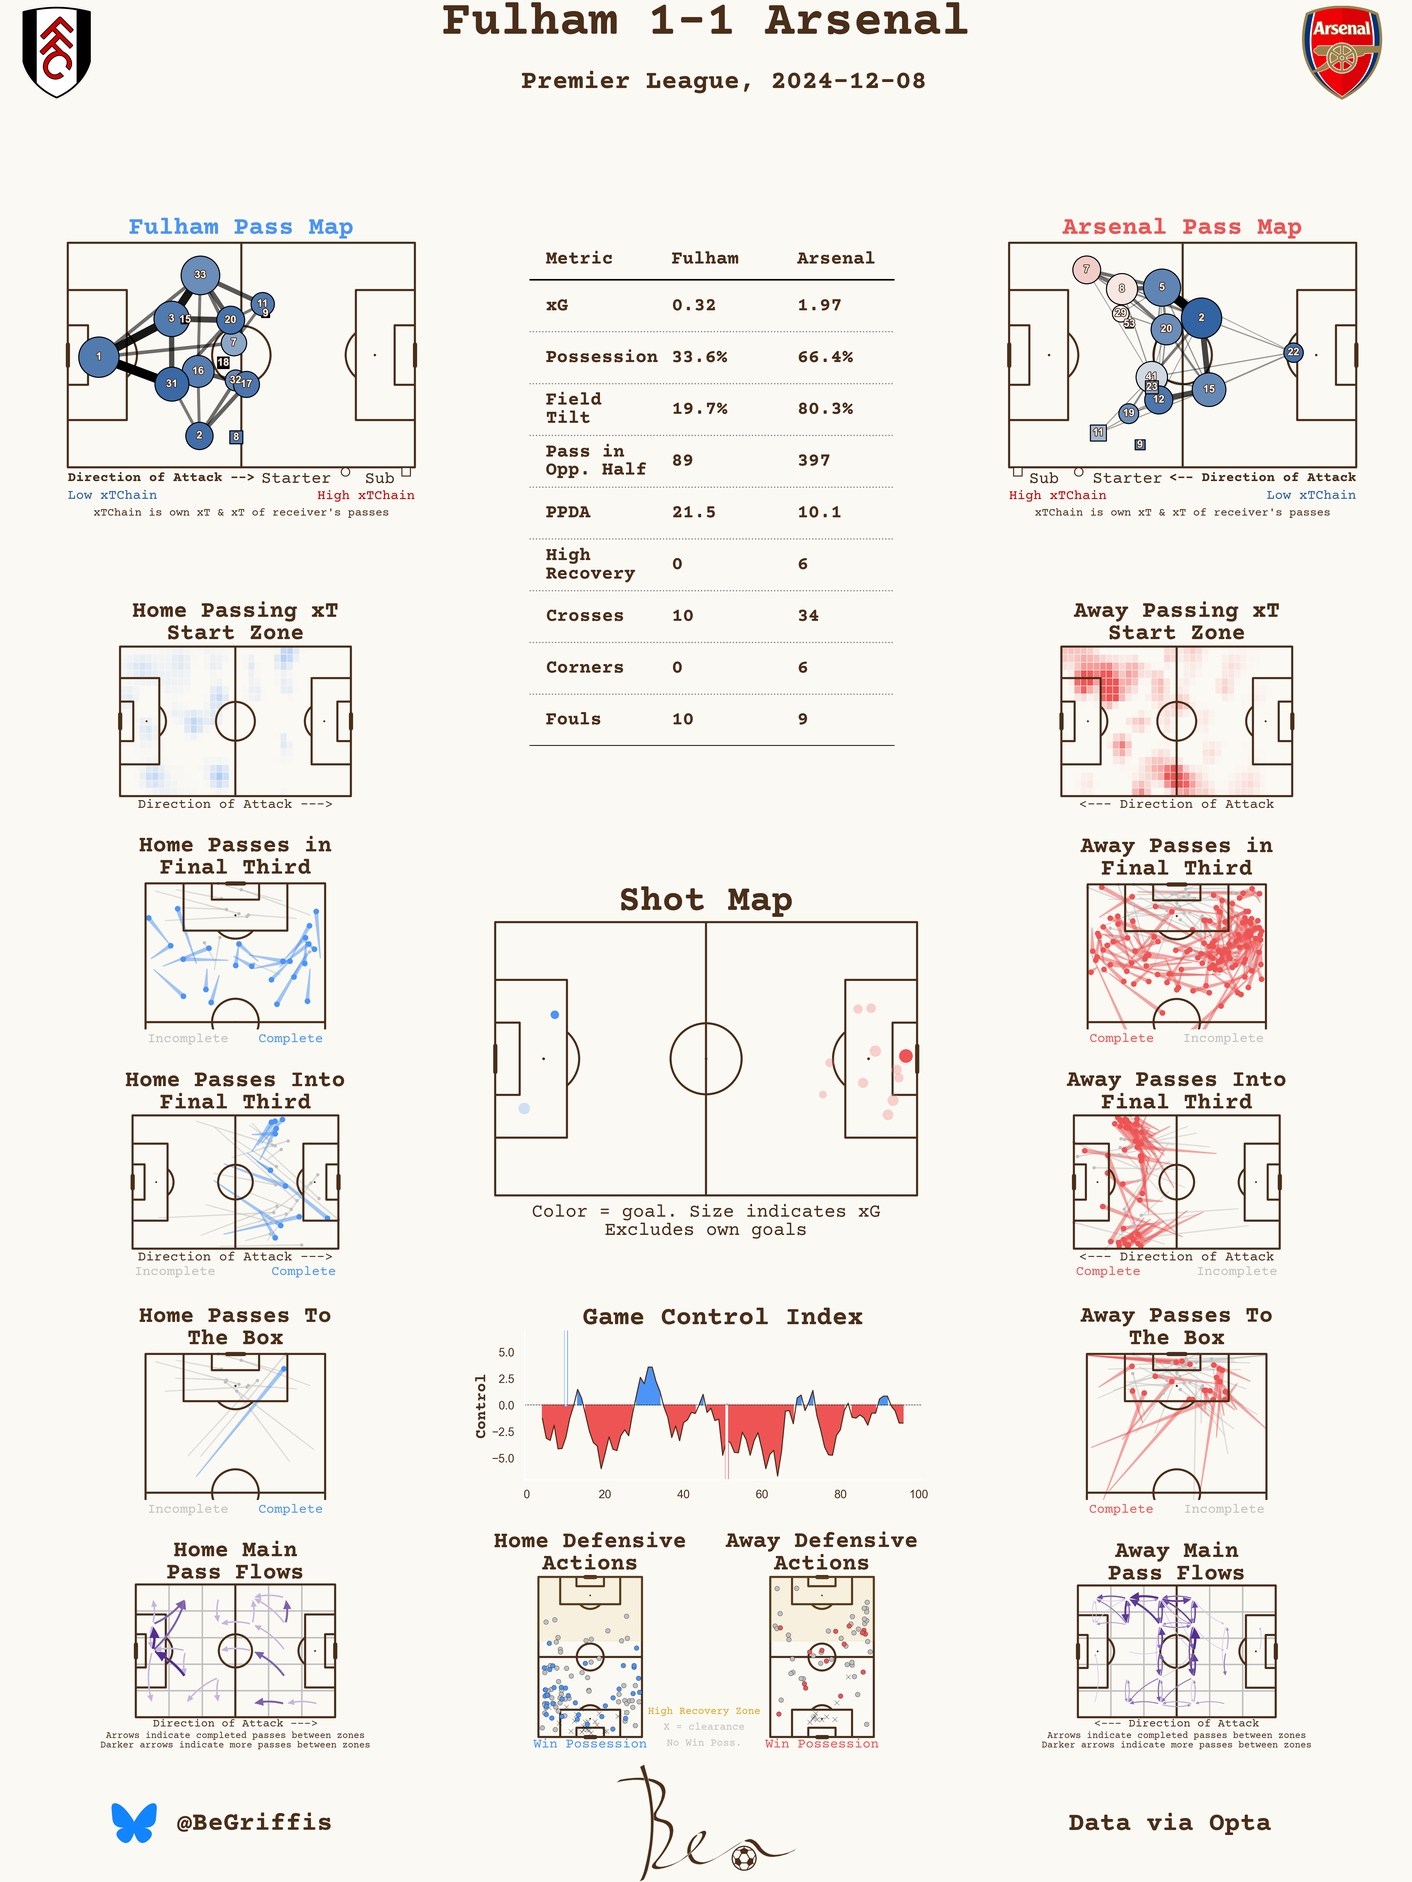 Fulham 1-1 Arsenal
Premier League, 2024-12-08
Arsenal
Fulham Pass Map
33
11
9
3
15
20
7
1
18
16
31
32
17
2
8
Direction of Attack --> Starter Sub
Low xTChain High xTChain
xTChain is own xT & xT of receiver's passes
Metric Fulham Arsenal
xG 0.32 1.97
Possession 33.6% 66.4%
Field
Tilt 19.7% 80.3%
Pass in
Opp. Half 89 397
PPDA 21.5 10.1
High
Recovery 0 6
Crosses 10 34
Corners 0 6
Fouls 10 9
Arsenal Pass Map
7
8
5
29
53
20
2
22
41
23
15
12
19
11
9
Sub Starter <-- Direction of Attack
High xTChain Low xTChain
xTChain is own xT & xT of receiver's passes
Home Passing xT
Start Zone
Direction of Attack --->
Away Passing xT
Start Zone
<--- Direction of Attack
Home Passes in
Final Third
Incomplete Complete
Shot Map
Color = goal. Size indicates xG
Excludes own goals
Away Passes in
Final Third
Complete Incomplete
Home Passes Into
Final Third
Direction of Attack --->
Incomplete Complete
Away Passes Into
Final Third
<--- Direction of Attack
Complete Incomplete
Home Passes To
The Box
Incomplete Complete
Game Control Index
Control
5.0
2.5
0.0
−2.5
−5.0
0 20 40 60 80 100
Away Passes To
The Box
Complete Incomplete
Home Main
Pass Flows
Direction of Attack --->
Arrows indicate completed passes between zones
Darker arrows indicate more passes between zones
Home Defensive
Actions
Win Possession
High Recovery Zone
X = clearance
No Win Poss.
Away Defensive
Actions
Win Possession
Away Main
Pass Flows
<--- Direction of Attack
Arrows indicate completed passes between zones
Darker arrows indicate more passes between zones
@BeGriffis
Ben
Data via Opta